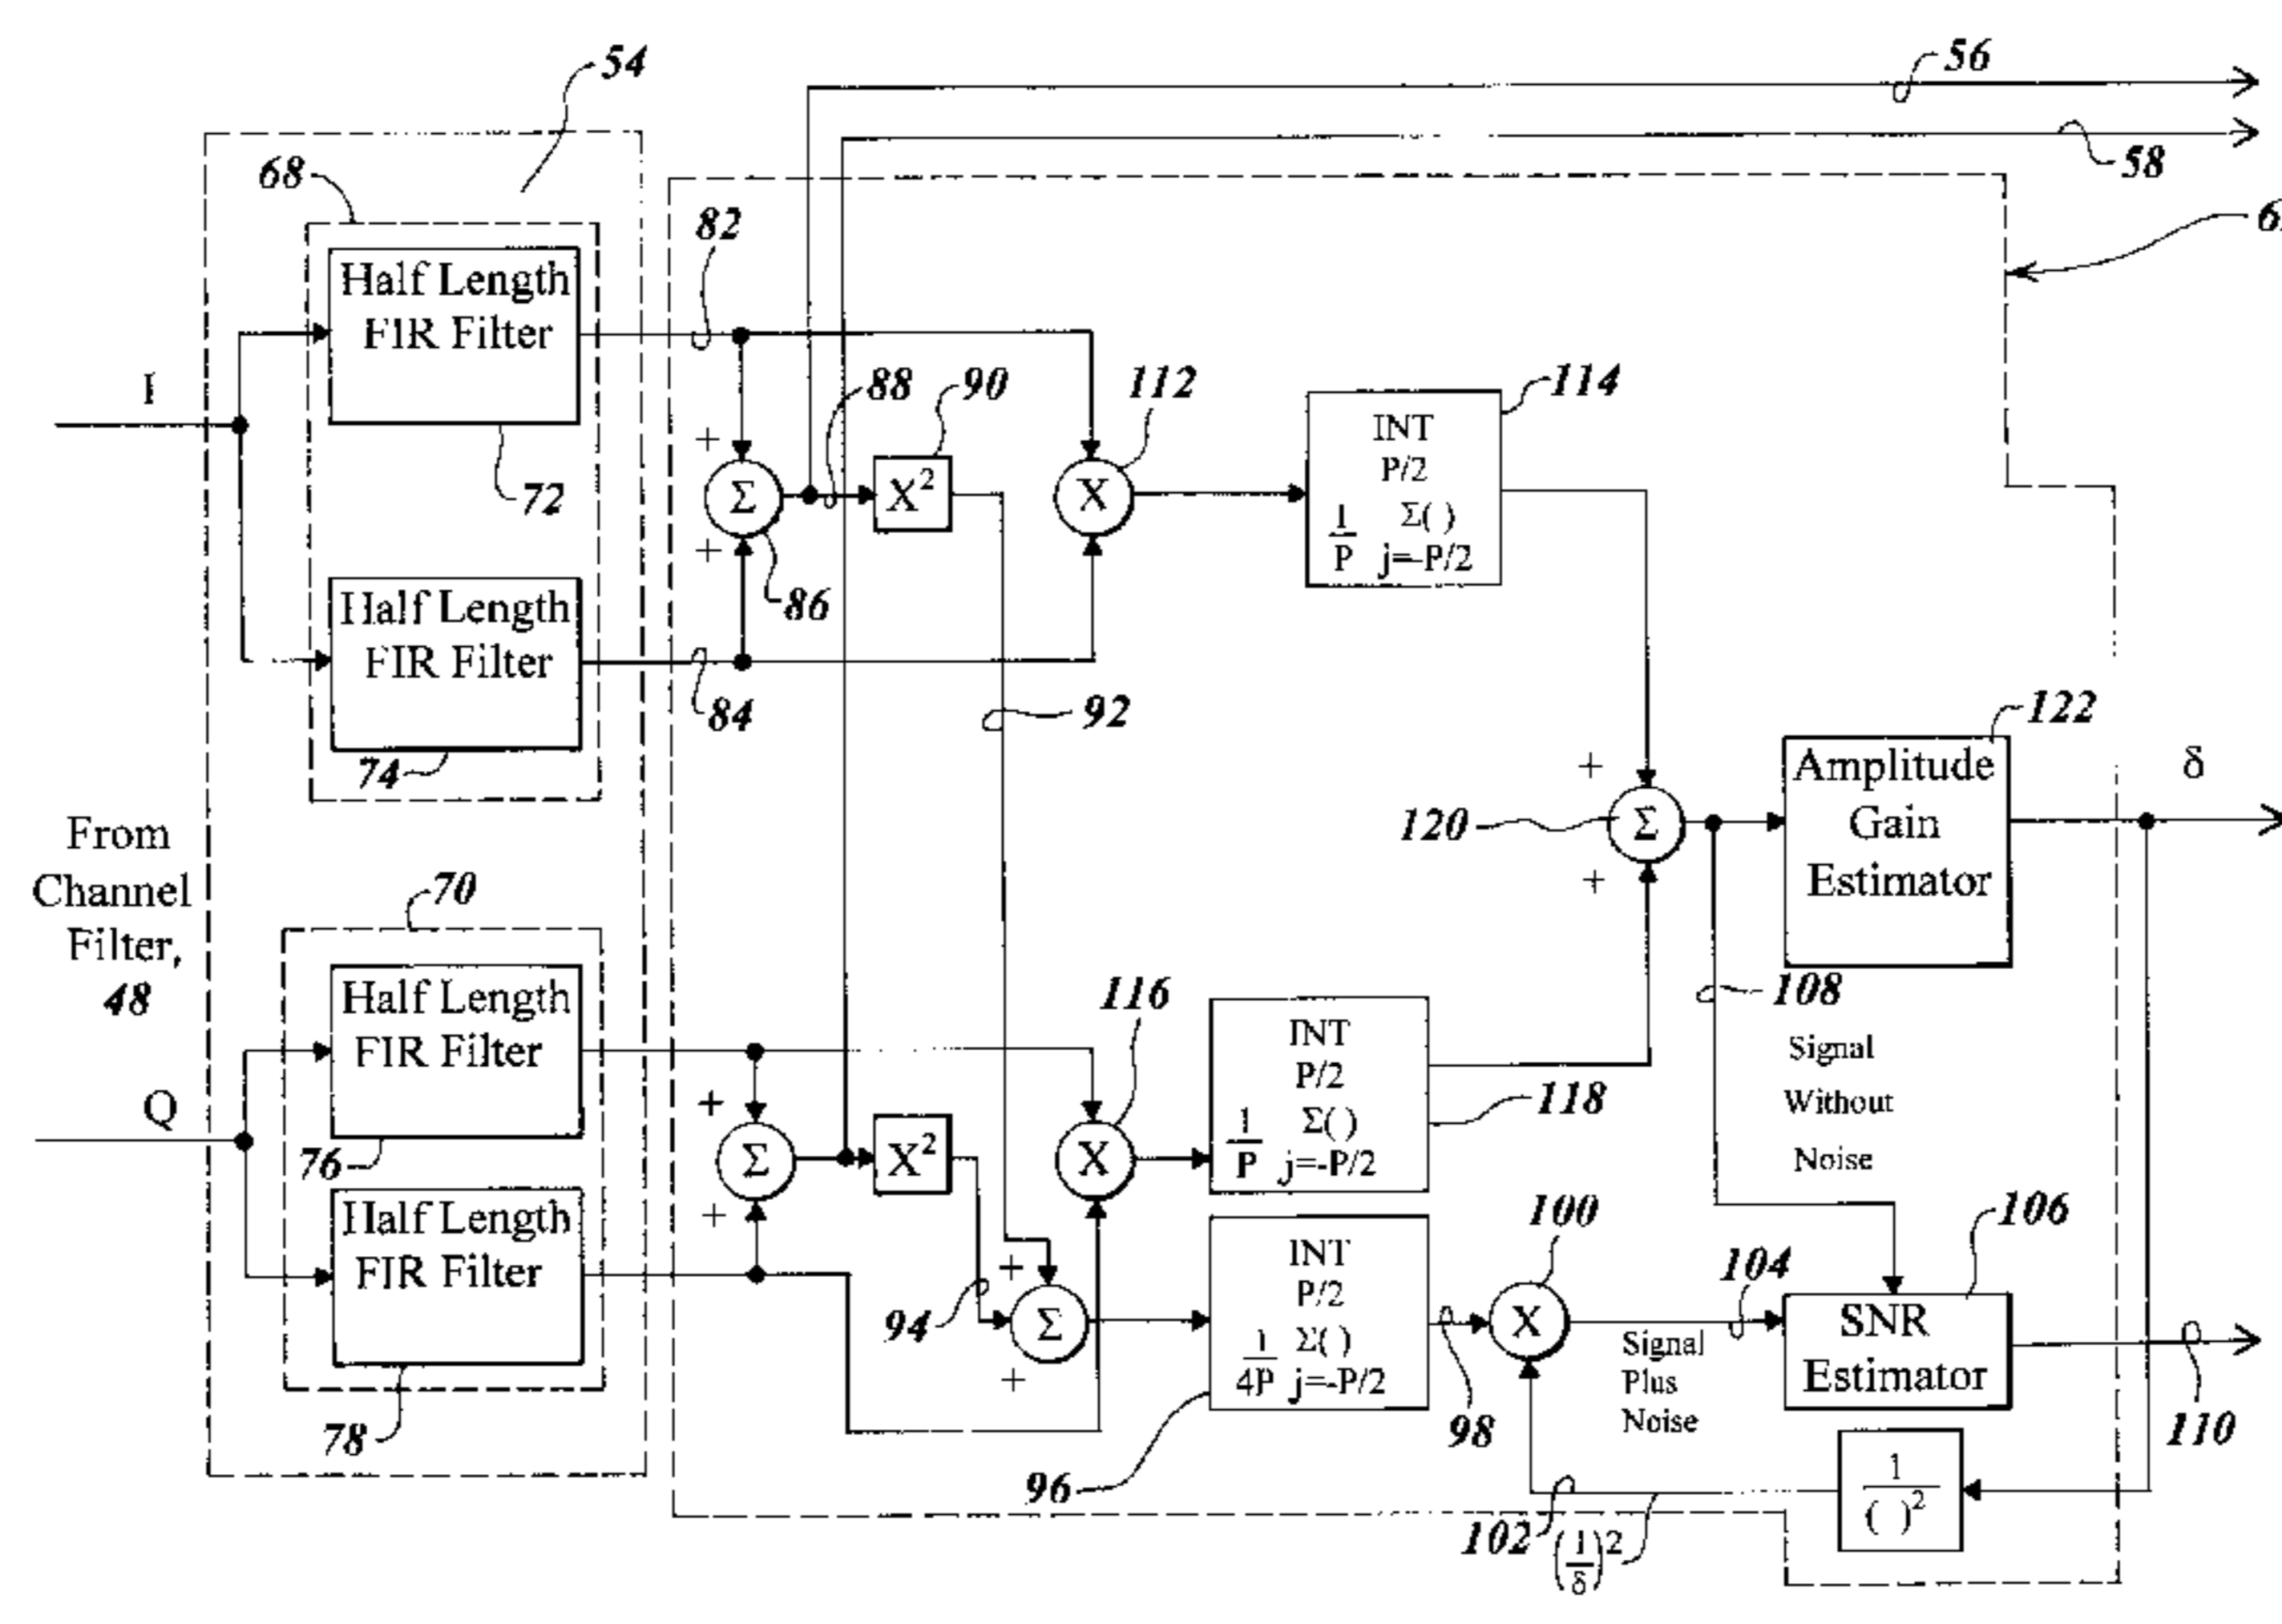 54
56
58
68
82
Half Length
FIR Filter
72
I
88
90
112
114
+
Σ
+
86
X²
X
INT
P/2
1/P Σ( )
j=-P/2
Half Length
FIR Filter
74
84
92
122
Amplitude
Gain
Estimator
δ
+
120
Σ
+
108
Signal
Without
Noise
From
Channel
Filter,
48
70
Half Length
FIR Filter
76
Q
116
INT
P/2
1/P Σ( )
j=-P/2
118
+
Σ
+
X²
X
Half Length
FIR Filter
78
94
+
Σ
+
INT
P/2
1/4P Σ( )
j=-P/2
96
98
100
X
104
Signal
Plus
Noise
106
SNR
Estimator
110
1/( )²
102
(1/δ)²